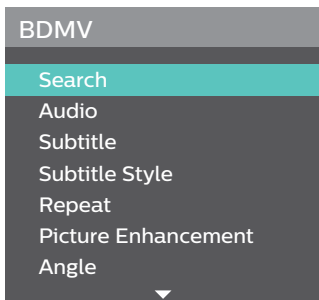 BDMV
Search
Audio
Subtitle
Subtitle Style
Repeat
Picture Enhancement
Angle